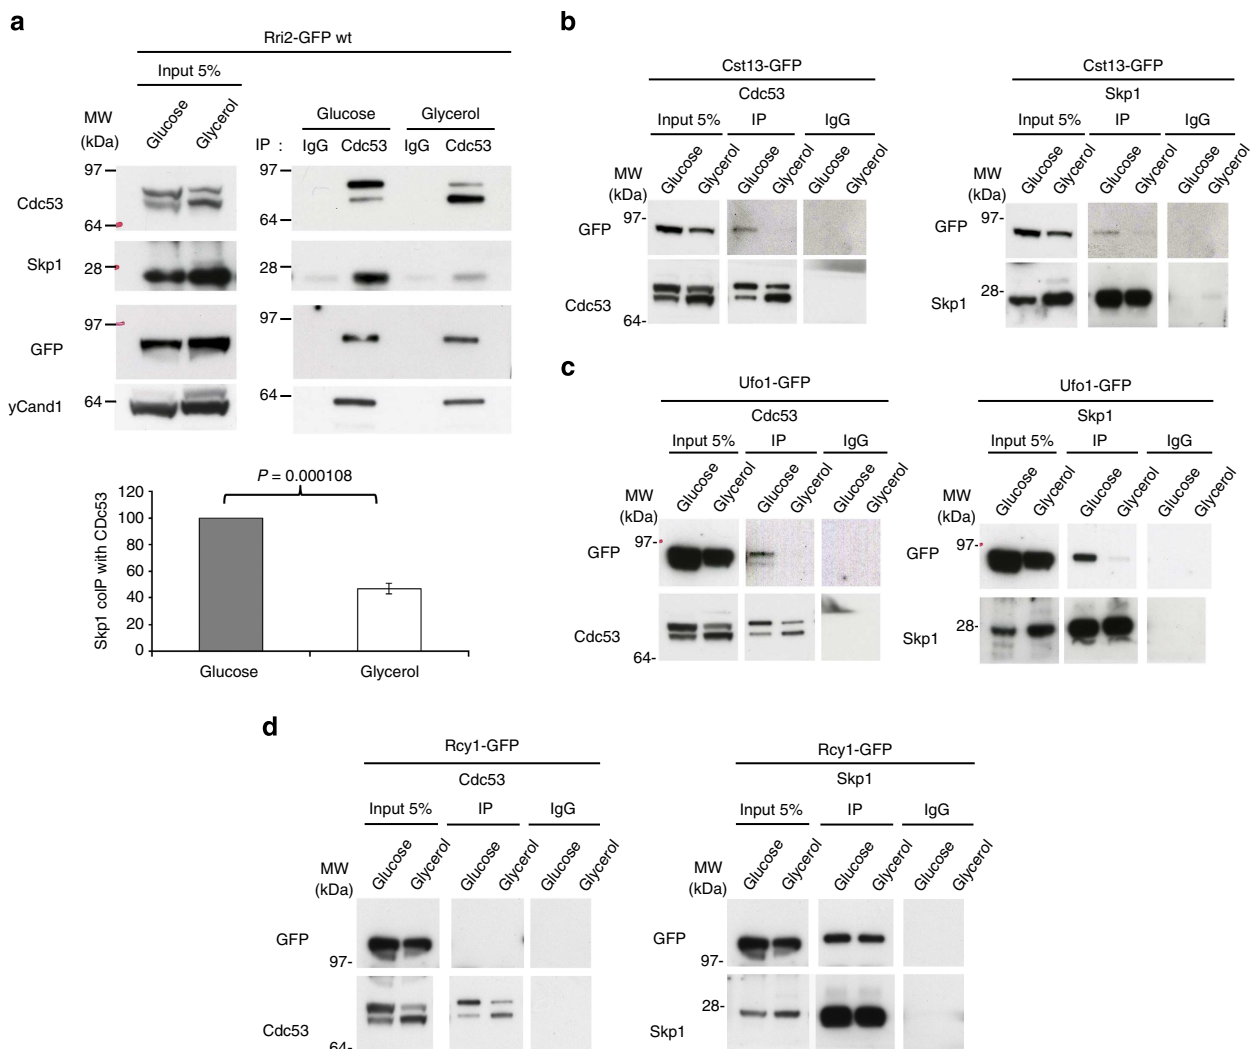 a
Rri2-GFP wt
Input 5%
MW
(kDa)
Glucose
Glycerol
Glucose
Glycerol
IP : IgG Cdc53 IgG Cdc53
97
97
Cdc53
64
64
Skp1
28
28
97
97
GFP
yCand1
64
64
P = 0.000108
Skp1 coIP with CDc53
120
100
80
60
40
20
0
Glucose
Glycerol
b
Cst13-GFP
Cdc53
Input 5% IP IgG
MW
(kDa)
Glucose Glycerol Glucose Glycerol Glucose Glycerol
97-
GFP
Cdc53
64-
Cst13-GFP
Skp1
Input 5% IP IgG
MW
(kDa)
Glucose Glycerol Glucose Glycerol Glucose Glycerol
97-
GFP
28-
Skp1
c
Ufo1-GFP
Cdc53
Input 5% IP IgG
MW
(kDa)
Glucose Glycerol Glucose Glycerol Glucose Glycerol
97-
GFP
Cdc53
64-
Ufo1-GFP
Skp1
Input 5% IP IgG
MW
(kDa)
Glucose Glycerol Glucose Glycerol Glucose Glycerol
97-
GFP
28-
Skp1
d
Rcy1-GFP
Cdc53
Input 5% IP IgG
MW
(kDa)
Glucose Glycerol Glucose Glycerol Glucose Glycerol
GFP
97-
Cdc53
64-
Rcy1-GFP
Skp1
Input 5% IP IgG
MW
(kDa)
Glucose Glycerol Glucose Glycerol Glucose Glycerol
GFP
97-
28-
Skp1